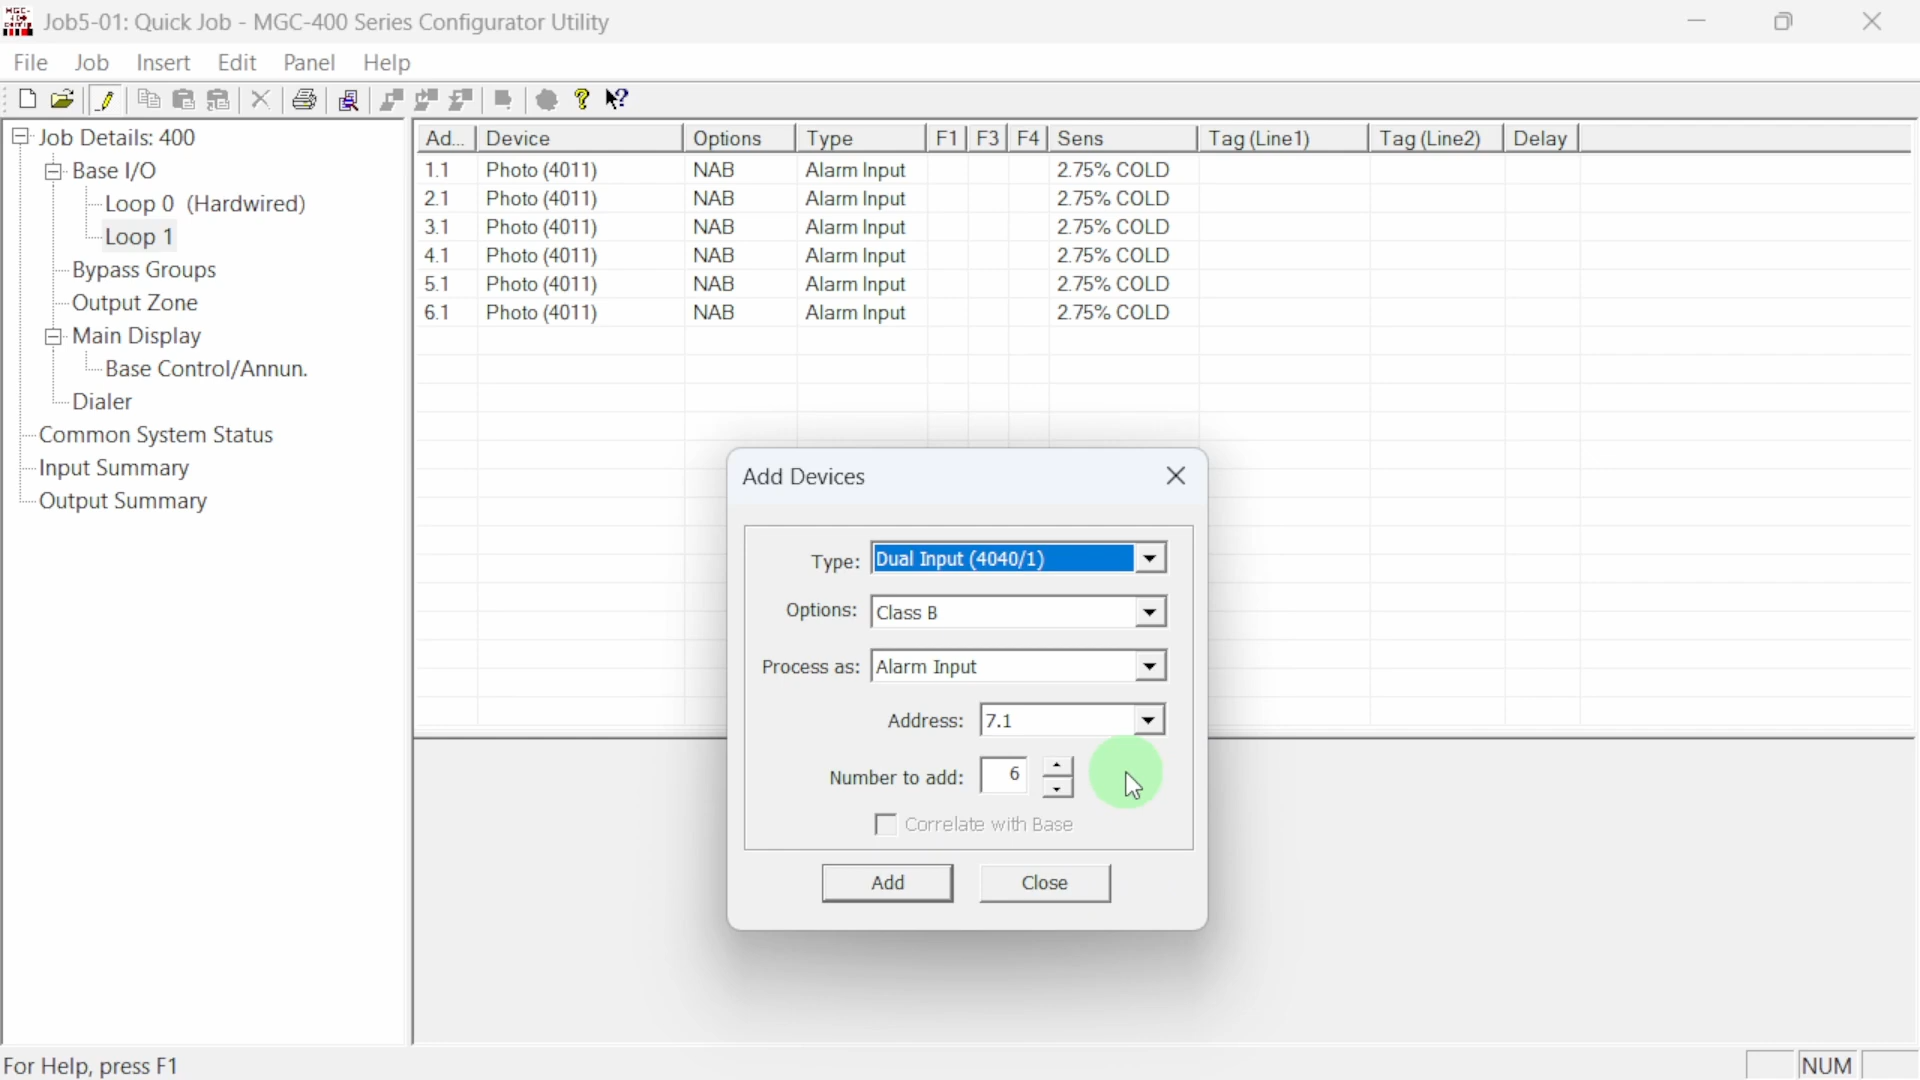 Job5-01: Quick Job - MGC-400 Series Configurator Utility
File Job Insert Edit Panel Help
Job Details: 400
Base I/O
Loop 0 (Hardwired)
Loop 1
Bypass Groups
Output Zone
Main Display
Base Control/Annun.
Dialer
Common System Status
Input Summary
Output Summary
Ad... Device Options Type F1 F3 F4 Sens Tag (Line1) Tag (Line2) Delay
1.1 Photo (4011) NAB Alarm Input 2.75% COLD
2.1 Photo (4011) NAB Alarm Input 2.75% COLD
3.1 Photo (4011) NAB Alarm Input 2.75% COLD
4.1 Photo (4011) NAB Alarm Input 2.75% COLD
5.1 Photo (4011) NAB Alarm Input 2.75% COLD
6.1 Photo (4011) NAB Alarm Input 2.75% COLD
Add Devices
Type: Dual Input (4040/1)
Options: Class B
Process as: Alarm Input
Address: 7.1
Number to add: 6
Correlate with Base
Add Close
For Help, press F1 NUM